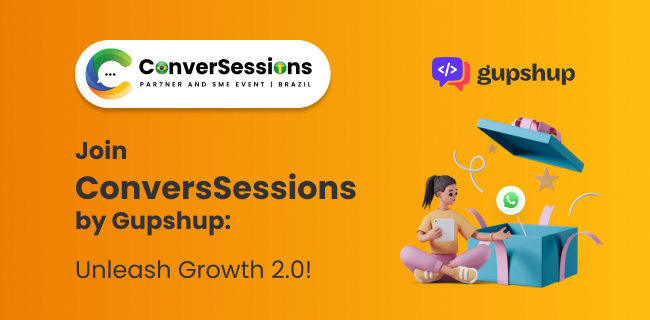 ConverSessions
PARTNER AND SME EVENT | BRAZIL
</> gupshup
Join
ConversSessions
by Gupshup:
Unleash Growth 2.0!